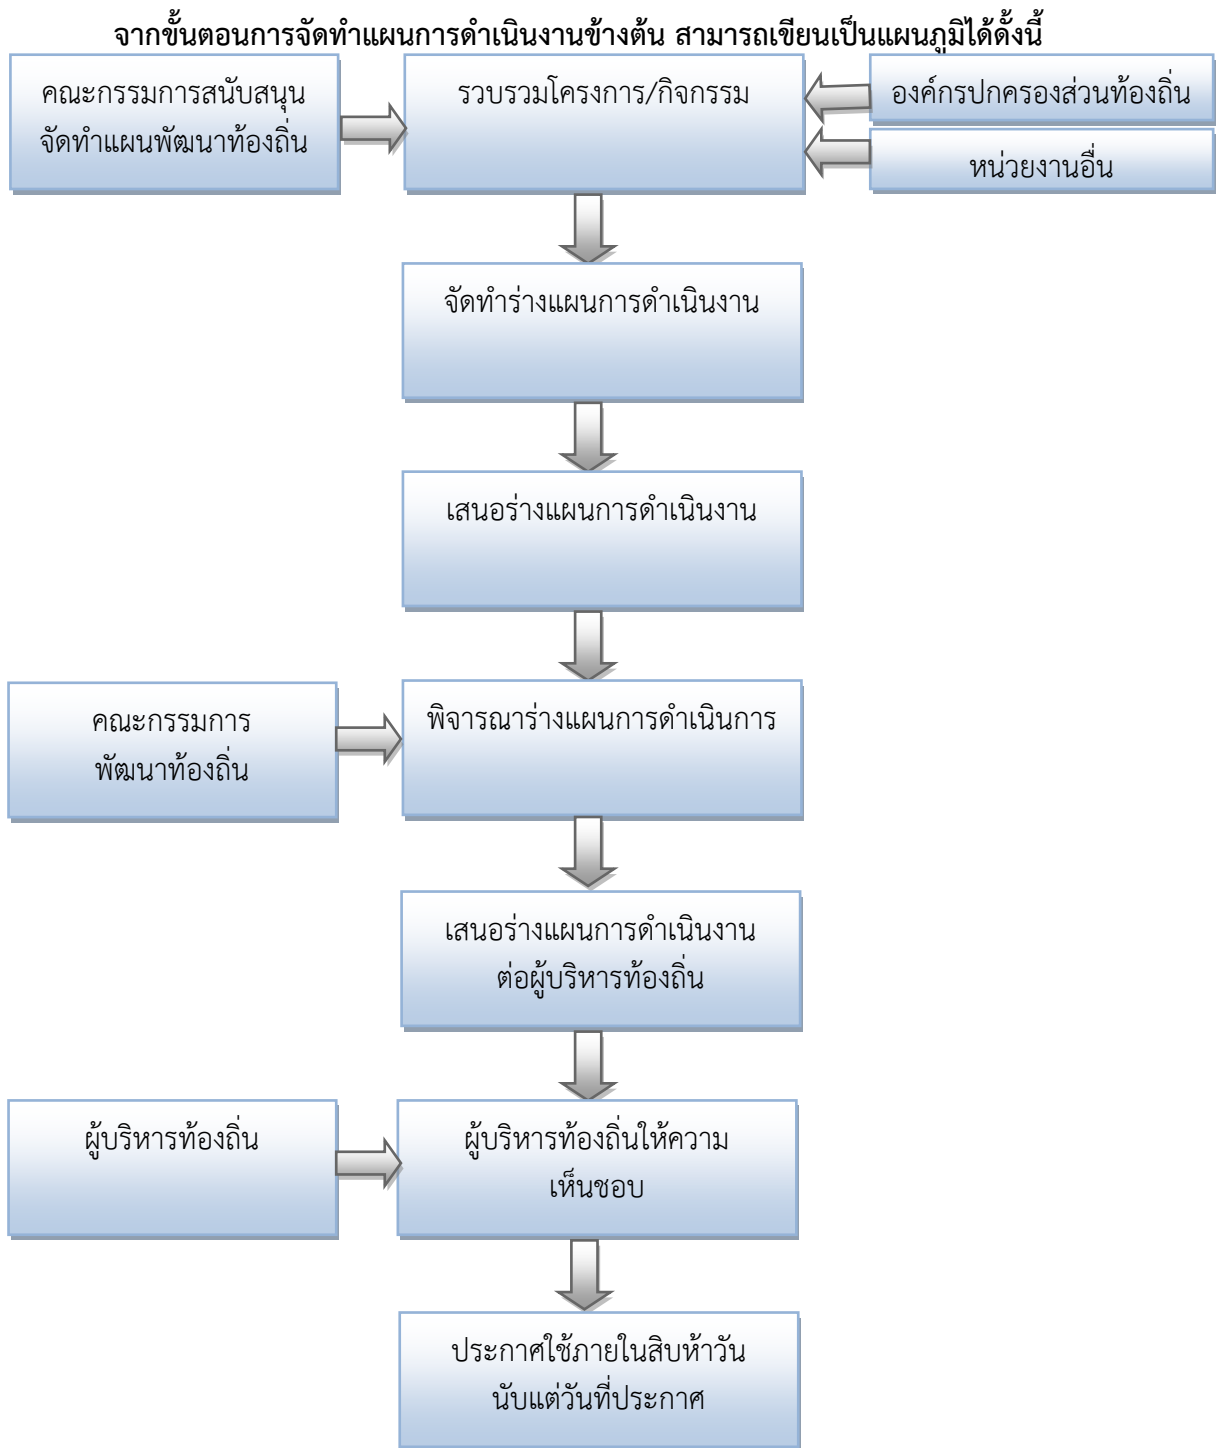 จากขั้นตอนการจัดทำแผนการดำเนินงานข้างต้น สามารถเขียนเป็นแผนภูมิได้ดั้งนี้
คณะกรรมการสนับสนุน
จัดทำแผนพัฒนาท้องถิ่น
รวบรวมโครงการ/กิจกรรม
องค์กรปกครองส่วนท้องถิ่น
หน่วยงานอื่น
จัดทำร่างแผนการดำเนินงาน
เสนอร่างแผนการดำเนินงาน
คณะกรรมการ
พัฒนาท้องถิ่น
พิจารณาร่างแผนการดำเนินการ
เสนอร่างแผนการดำเนินงาน
ต่อผู้บริหารท้องถิ่น
ผู้บริหารท้องถิ่น
ผู้บริหารท้องถิ่นให้ความ
เห็นชอบ
ประกาศใช้ภายในสิบห้าวัน
นับแต่วันที่ประกาศ